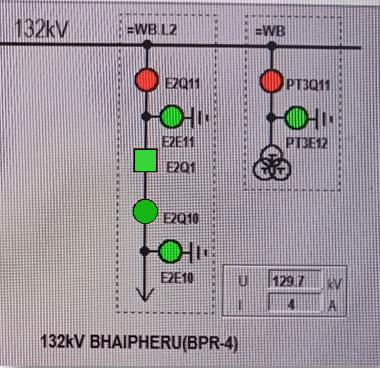 132kV
=WB.L2
=WB
E2Q11
PT3Q11
E2E11
PT3E12
E2Q1
E2Q10
E2E10
U 129.7 kV
I 4 A
132kV BHAIPHERU(BPR-4)